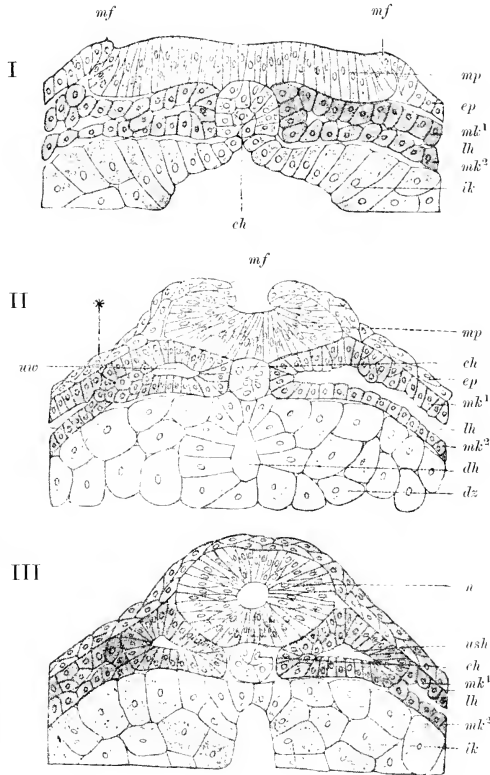 mf mf
I
mp
ep
mk¹
lh
mk²
ik
ch
mf
II
*
mp
uw ch
ep
mk¹
lh
mk²
dh
dz
III
n
ush
ch
mk¹
lh
mk²
ik